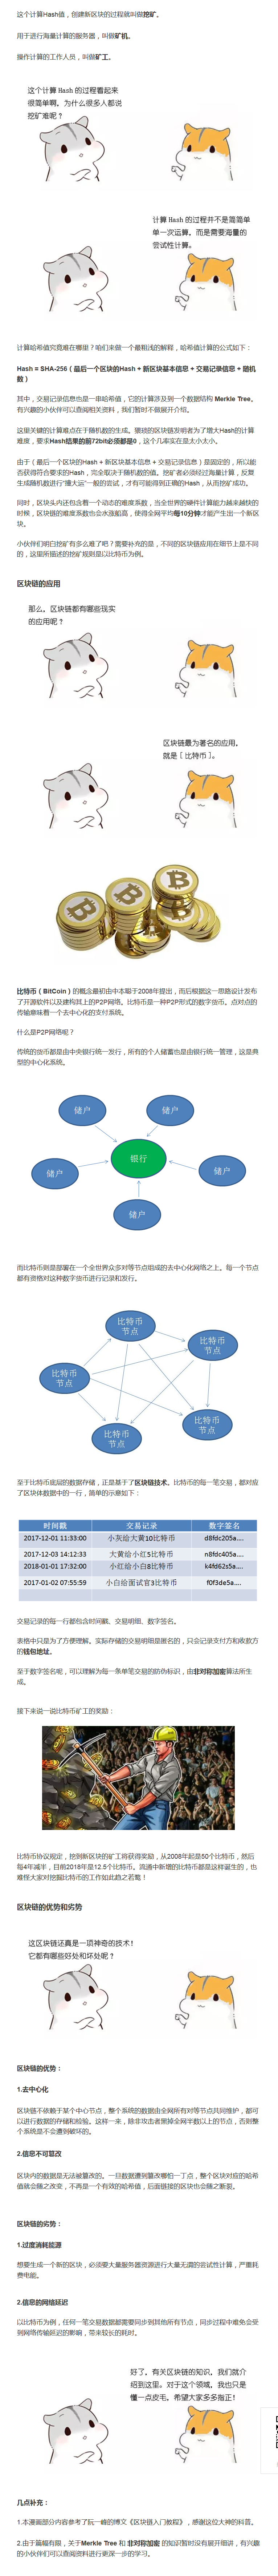 这个计算Hash值，创建新区块的过程就叫做挖矿。
用于进行海量计算的服务器，叫做矿机。
操作计算的工作人员，叫做矿工。
这个计算 Hash 的过程看起来
很简单啊。为什么很多人都说
挖矿难呢？
计算 Hash 的过程并不是简简单
单一次运算。而是需要海量的
尝试性计算。
计算哈希值究竟难在哪里？咱们来做一个最粗浅的解释，哈希值计算的公式如下：
Hash = SHA-256（ 最后一个区块的Hash + 新区块基本信息 + 交易记录信息 + 随机
数）
其中，交易记录信息也是一串哈希值，它的计算涉及到一个数据结构 Merkle Tree。
有兴趣的小伙伴可以查阅相关资料，我们暂时不做展开介绍。
这里关键的计算难点在于随机数的生成。猥琐的区块链发明者为了增大Hash的计算
难度，要求Hash结果的前72bit必须都是0，这个几率实在是太小太小。
由于（最后一个区块的Hash + 新区块基本信息 + 交易记录信息）是固定的，所以能
否获得符合要求的Hash，完全取决于随机数的值。挖矿者必须经过海量计算，反复
生成随机数进行“撞大运”一般的尝试，才有可能得到正确的Hash，从而挖矿成功。
同时，区块头内还包含着一个动态的难度系数，当全世界的硬件计算能力越来越快的
时候，区块链的难度系数也会水涨船高，使得全网平均每10分钟才能产生出一个新区
块。
小伙伴们明白挖矿有多么难了吧？需要补充的是，不同的区块链应用在细节上是不同
的，这里所描述的挖矿规则是以比特币为例。
区块链的应用
那么，区块链都有哪些现实
的应用呢？
区块链最为著名的应用，
就是 [ 比特币 ]。
比特币（BitCoin）的概念最初由中本聪于2008年提出，而后根据这一思路设计发布
了开源软件以及建构其上的P2P网络。比特币是一种P2P形式的数字货币。点对点的
传输意味着一个去中心化的支付系统。
什么是P2P网络呢？
传统的货币都是由中央银行统一发行，所有的个人储蓄也是由银行统一管理，这是典
型的中心化系统。
储户
储户
银行
储户
储户
储户
而比特币则是部署在一个全世界众多对等节点组成的去中心化网络之上。每一个节点
都有资格对这种数字货币进行记录和发行。
比特币
节点
比特币
节点
比特币
节点
比特币
节点
比特币
节点
至于比特币底层的数据存储，正是基于了区块链技术。比特币的每一笔交易，都对应
了区块体数据中的一行，简单的示意如下：
时间戳 交易记录 数字签名
2017-12-01 11:33:00 小灰给大黄10比特币 d8fdc205a....
2017-12-03 14:12:33 大黄给小红5比特币 n8fdc405a....
2018-01-01 17:32:00 小红给小白8比特币 k4fd62s5a....
2017-01-02 07:55:59 小白给面试官3比特币 f0f3de5a....
交易记录的每一行都包含时间戳、交易明细、数字签名。
表格中只是为了方便理解。实际存储的交易明细是匿名的，只会记录支付方和收款方
的钱包地址。
至于数字签名呢，可以理解为每一条单笔交易的防伪标识，由非对称加密算法所生
成。
接下来说一说比特币矿工的奖励：
比特币协议规定，挖到新区块的矿工将获得奖励，从2008年起是50个比特币，然后
每4年减半，目前2018年是12.5个比特币。流通中新增的比特币都是这样诞生的，也
难怪大家对挖掘比特币的工作如此趋之若鹜！
区块链的优势和劣势
这区块链还真是一项神奇的技术！
它都有哪些好处和坏处呢？
区块链的优势：
1.去中心化
区块链不依赖于某个中心节点，整个系统的数据由全网所有对等节点共同维护，都可
以进行数据的存储和检验。这样一来，除非攻击者黑掉全网半数以上的节点，否则整
个系统是不会遭到破坏的。
2.信息不可篡改
区块内的数据是无法被篡改的。一旦数据遭到篡改哪怕一丁点，整个区块对应的哈希
值就会随之改变，不再是一个有效的哈希值，后面链接的区块也会随之断裂。
区块链的劣势：
1.过度消耗能源
想要生成一个新的区块，必须要大量服务器资源进行大量无谓的尝试性计算，严重耗
费电能。
2.信息的网络延迟
以比特币为例，任何一笔交易数据都需要同步到其他所有节点，同步过程中难免会受
到网络传输延迟的影响，带来较长的耗时。
好了，有关区块链的知识，我们就介
绍到这里。对于这个领域，我也只是
懂一点皮毛，希望大家多多指正！
几点补充：
1.本漫画部分内容参考了阮一峰的博文《区块链入门教程》，感谢这位大神的科普。
2.由于篇幅有限，关于Merkle Tree 和 非对称加密 的知识暂时没有展开细讲，有兴趣
的小伙伴们可以查阅资料进行更深一步的学习。